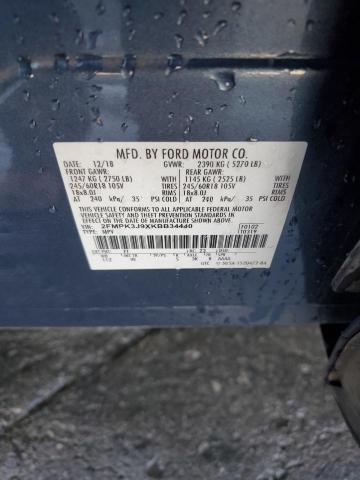 MFD. BY FORD MOTOR CO.
DATE: 12/18 GVWR: 2390 KG ( 5270 LB)
FRONT GAWR: REAR GAWR:
1247 KG ( 2750 LB) 1145 KG ( 2525 LB)
245/60R18 105V TIRES 245/60R18 105V TIRES
18x8.0J RIMS 18x8.0J RIMS
AT 240 kPa/ 35 PSI COLD AT 240 kPa/ 35 PSI COLD
THIS VEHICLE CONFORMS TO ALL APPLICABLE FEDERAL MOTOR
VEHICLE SAFETY AND THEFT PREVENTION STANDARDS IN EFFECT ON
THE DATE OF MANUFACTURE SHOWN ABOVE.
VIN: 2FMPK3J9XKBB34440 F0102
TYPE: MPV T0319